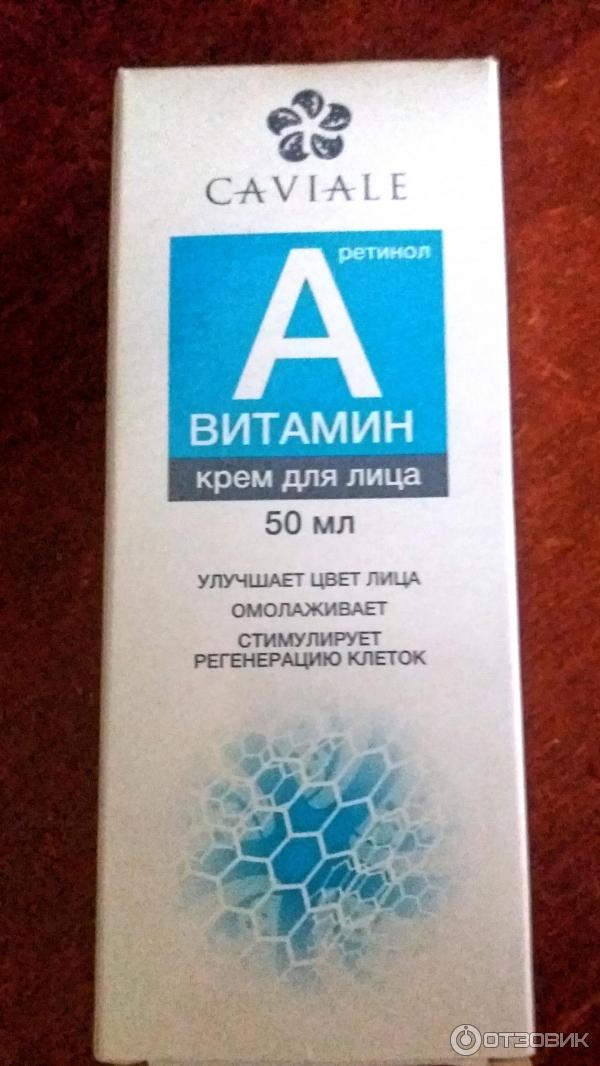 CAVIALE
ретинол
А
ВИТАМИН
крем для лица
50 мл
УЛУЧШАЕТ ЦВЕТ ЛИЦА
ОМОЛАЖИВАЕТ
СТИМУЛИРУЕТ
РЕГЕНЕРАЦИЮ КЛЕТОК
ОТЗОВИК